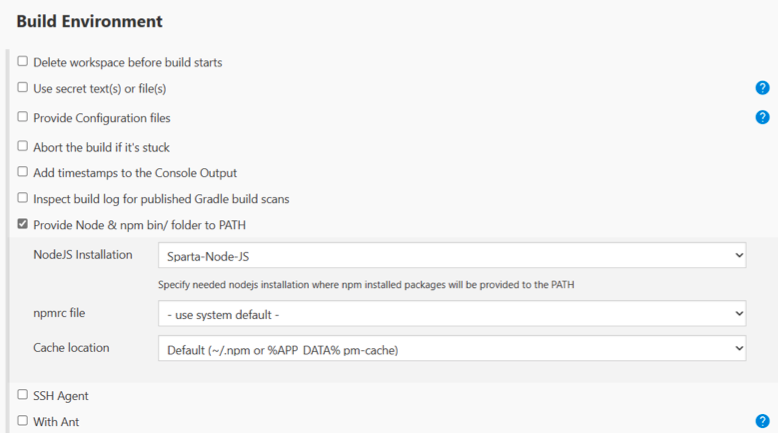 Build Environment
Delete workspace before build starts
Use secret text(s) or file(s)
?
Provide Configuration files
?
Abort the build if it's stuck
Add timestamps to the Console Output
Inspect build log for published Gradle build scans
Provide Node & npm bin/ folder to PATH
NodeJS Installation
Sparta-Node-JS
Specify needed nodejs installation where npm installed packages will be provided to the PATH
npmrc file
- use system default -
Cache location
Default (~/.npm or %APP_DATA% pm-cache)
SSH Agent
With Ant
?